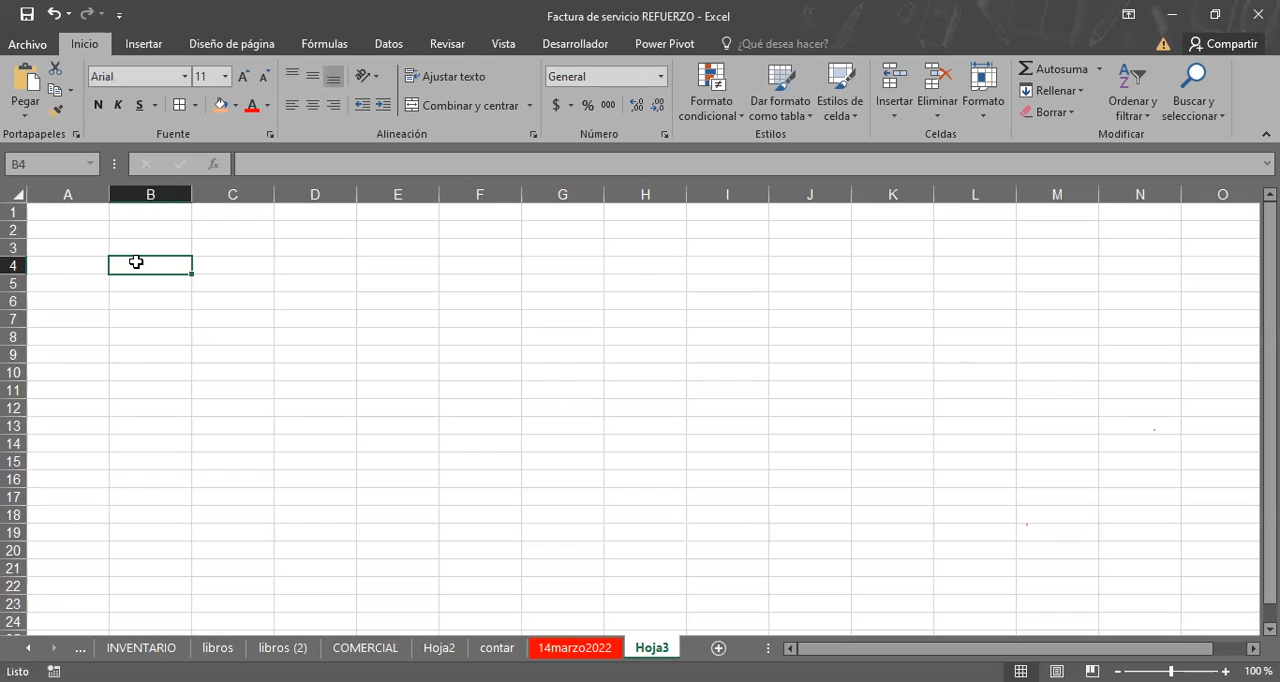 Factura de servicio REFUERZO - Excel
Archivo Inicio Insertar Diseño de página Fórmulas Datos Revisar Vista Desarrollador Power Pivot ¿Qué desea hacer? Compartir
Pegar
Portapapeles
Arial 11
N K S
Fuente
Ajustar texto
Combinar y centrar
Alineación
General
$ % 000
Número
Formato condicional
Dar formato como tabla
Estilos de celda
Estilos
Insertar Eliminar Formato
Celdas
Autosuma
Rellenar
Borrar
Ordenar y filtrar
Buscar y seleccionar
Modificar
B4 fx
A B C D E F G H I J K L M N O
1
2
3
4
5
6
7
8
9
10
11
12
13
14
15
16
17
18
19
20
21
22
23
24
... INVENTARIO libros libros (2) COMERCIAL Hoja2 contar 14marzo2022 Hoja3
Listo 100 %